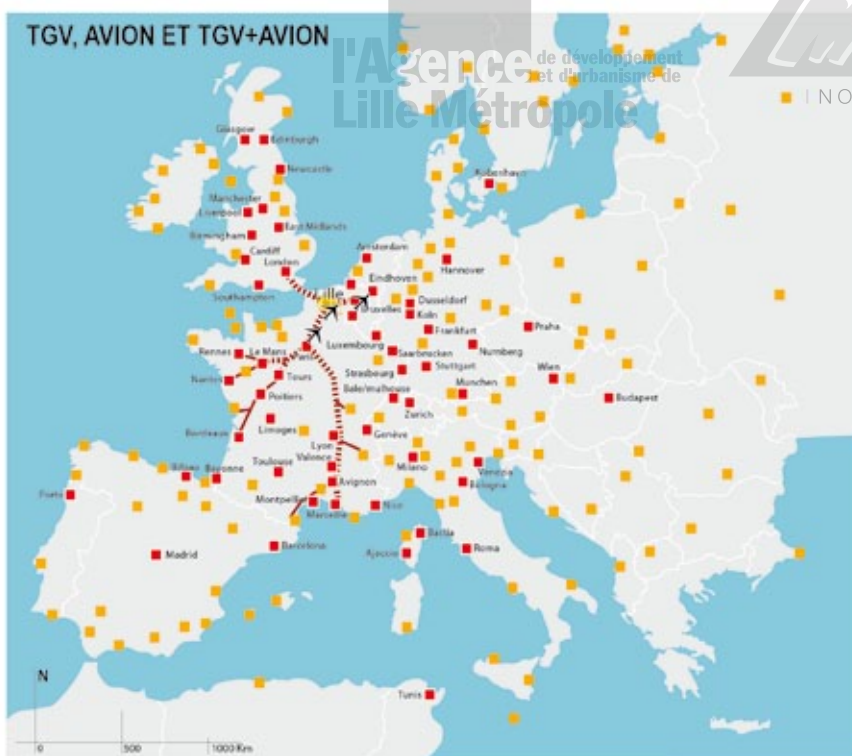 TGV, AVION ET TGV+AVION
l'Agence de développement
et d'urbanisme de
Lille Métropole
INO
Glasgow
Edinburgh
Newcastle
Manchester
Liverpool
East Midlands
Birmingham
Cardiff
London
Southampton
København
Amsterdam
Hannover
Eindhoven
Lille
Bruxelles
Dusseldorf
Koln
Frankfurt
Praha
Luxembourg
Saarbrucken
Nurnberg
Rennes
Le Mans
Paris
Strasbourg
Stuttgart
Nantes
Tours
Bale/mulhouse
Munchen
Wien
Poitiers
Zurich
Budapest
Bordeaux
Limoges
Genève
Lyon
Toulouse
Valence
Milano
Venezia
Bilbao
Bayonne
Avignon
Bologna
Porto
Montpellier
Marseille
Nice
Madrid
Barcelona
Bastia
Ajaccio
Roma
Tunis
N
0
500
1000 Km